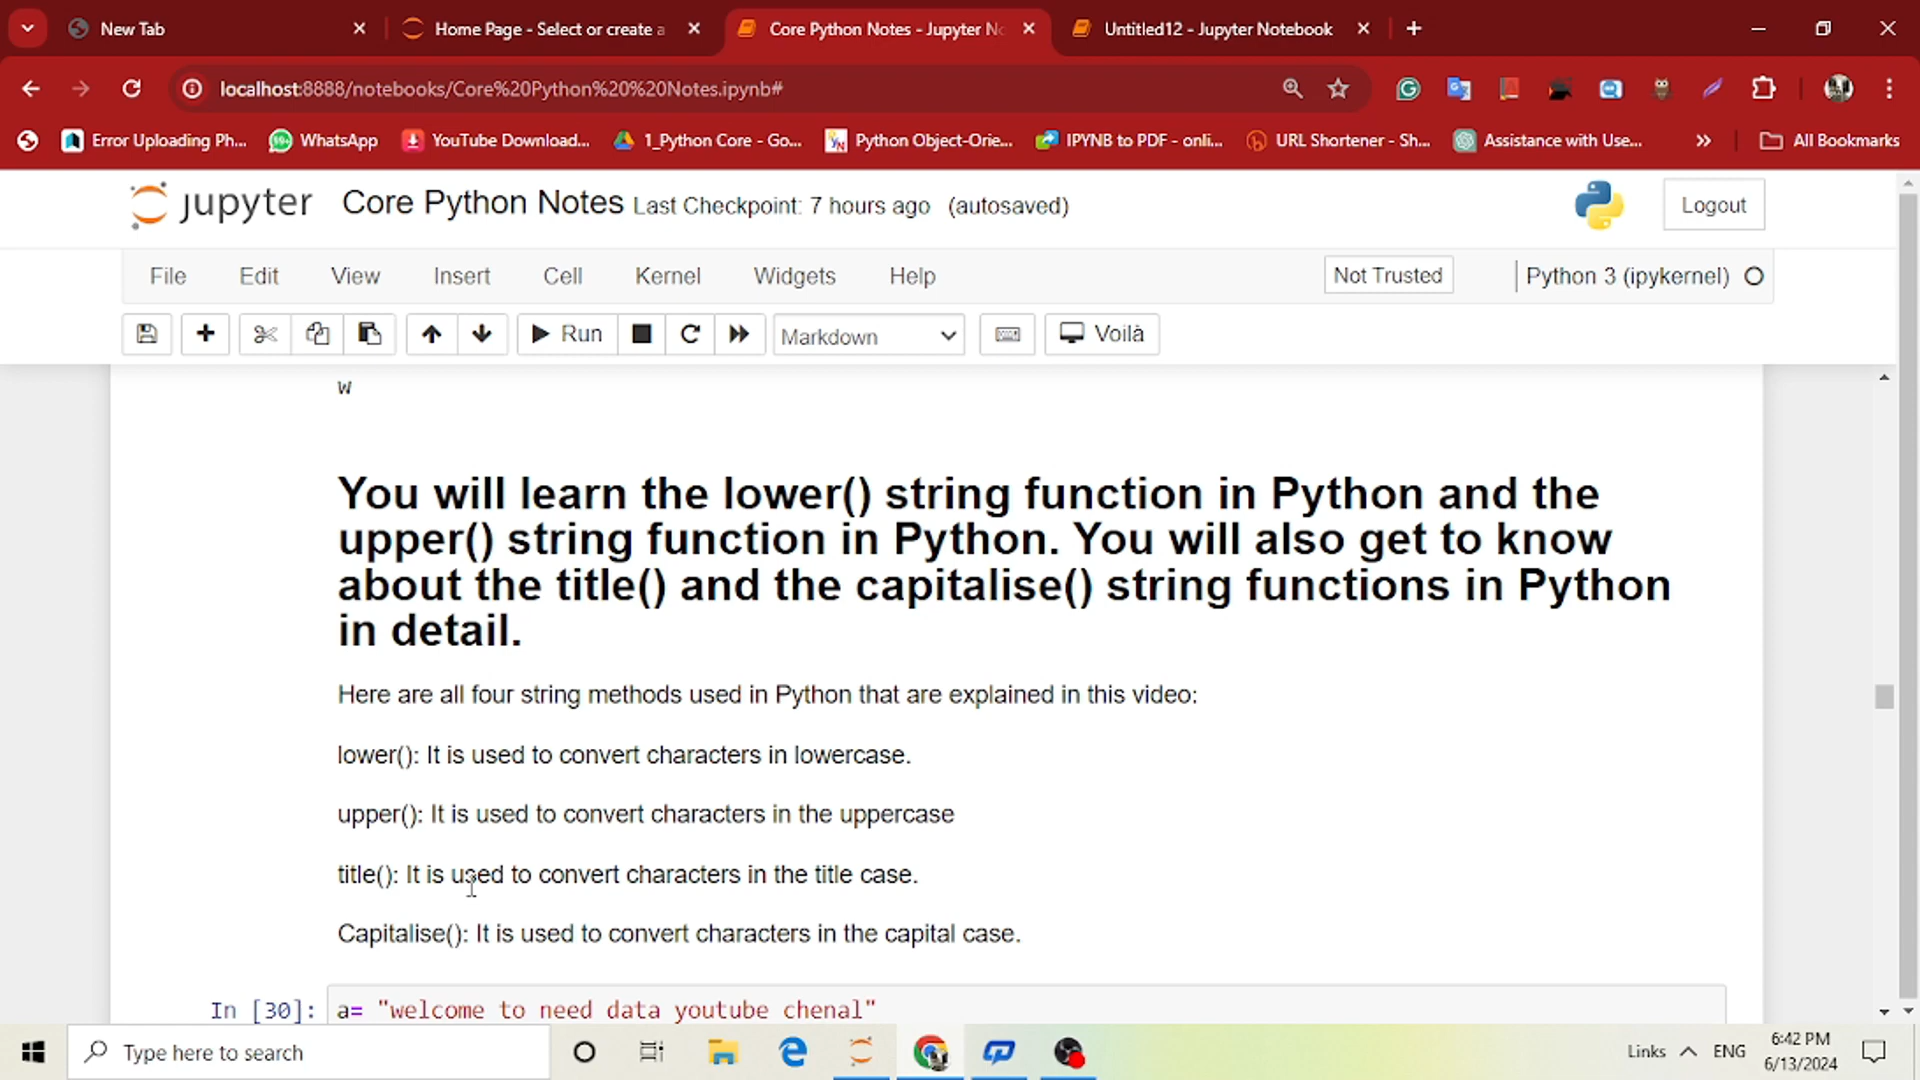 New Tab
Home Page - Select or create a
Core Python Notes - Jupyter No
Untitled12 - Jupyter Notebook
localhost:8888/notebooks/Core%20Python%20%20Notes.ipynb#
Error Uploading Ph...
WhatsApp
YouTube Download...
1_Python Core - Go...
Python Object-Orie...
IPYNB to PDF - onli...
URL Shortener - Sh...
Assistance with Use...
All Bookmarks
jupyter Core Python Notes Last Checkpoint: 7 hours ago (autosaved)
Logout
File Edit View Insert Cell Kernel Widgets Help
Not Trusted
Python 3 (ipykernel)
Run
Markdown
Voilà
w
You will learn the lower() string function in Python and the
upper() string function in Python. You will also get to know
about the title() and the capitalise() string functions in Python
in detail.
Here are all four string methods used in Python that are explained in this video:
lower(): It is used to convert characters in lowercase.
upper(): It is used to convert characters in the uppercase
title(): It is used to convert characters in the title case.
Capitalise(): It is used to convert characters in the capital case.
In [30]: a= "welcome to need data youtube chenal"
Type here to search
Links
ENG
6:42 PM
6/13/2024